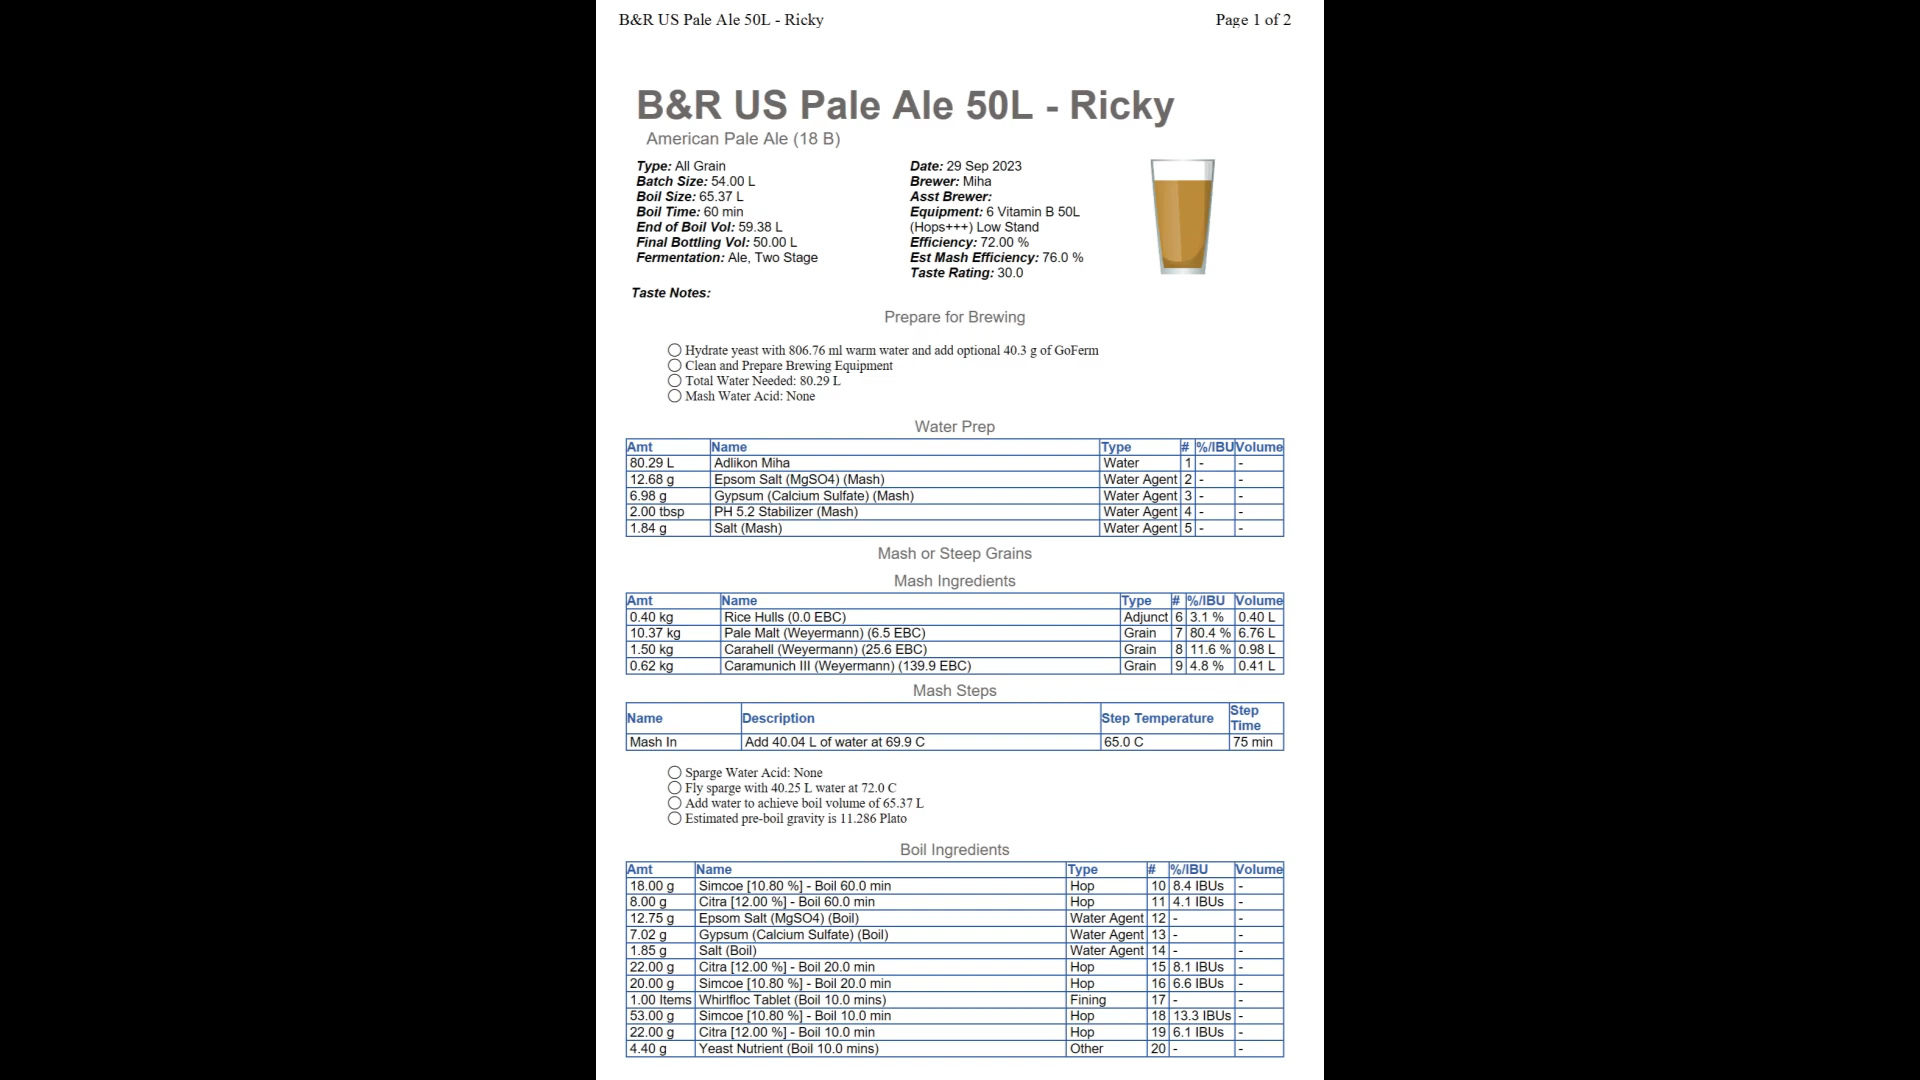 B&R US Pale Ale 50L - Ricky Page 1 of 2
B&R US Pale Ale 50L - Ricky
American Pale Ale (18 B)
Type: All Grain
Batch Size: 54.00 L
Boil Size: 65.37 L
Boil Time: 60 min
End of Boil Vol: 59.38 L
Final Bottling Vol: 50.00 L
Fermentation: Ale, Two Stage
Date: 29 Sep 2023
Brewer: Miha
Asst Brewer:
Equipment: 6 Vitamin B 50L
(Hops+++) Low Stand
Efficiency: 72.00 %
Est Mash Efficiency: 76.0 %
Taste Rating: 30.0
Taste Notes:
Prepare for Brewing
Hydrate yeast with 806.76 ml warm water and add optional 40.3 g of GoFerm
Clean and Prepare Brewing Equipment
Total Water Needed: 80.29 L
Mash Water Acid: None
Water Prep
Amt Name Type # %/IBU Volume
80.29 L Adlikon Miha Water 1 - -
12.68 g Epsom Salt (MgSO4) (Mash) Water Agent 2 - -
6.98 g Gypsum (Calcium Sulfate) (Mash) Water Agent 3 - -
2.00 tbsp PH 5.2 Stabilizer (Mash) Water Agent 4 - -
1.84 g Salt (Mash) Water Agent 5 - -
Mash or Steep Grains
Mash Ingredients
Amt Name Type # %/IBU Volume
0.40 kg Rice Hulls (0.0 EBC) Adjunct 6 3.1 % 0.40 L
10.37 kg Pale Malt (Weyermann) (6.5 EBC) Grain 7 80.4 % 6.76 L
1.50 kg Carahell (Weyermann) (25.6 EBC) Grain 8 11.6 % 0.98 L
0.62 kg Caramunich III (Weyermann) (139.9 EBC) Grain 9 4.8 % 0.41 L
Mash Steps
Name Description Step Temperature Step
Time
Mash In Add 40.04 L of water at 69.9 C 65.0 C 75 min
Sparge Water Acid: None
Fly sparge with 40.25 L water at 72.0 C
Add water to achieve boil volume of 65.37 L
Estimated pre-boil gravity is 11.286 Plato
Boil Ingredients
Amt Name Type # %/IBU Volume
18.00 g Simcoe [10.80 %] - Boil 60.0 min Hop 10 8.4 IBUs -
8.00 g Citra [12.00 %] - Boil 60.0 min Hop 11 4.1 IBUs -
12.75 g Epsom Salt (MgSO4) (Boil) Water Agent 12 - -
7.02 g Gypsum (Calcium Sulfate) (Boil) Water Agent 13 - -
1.85 g Salt (Boil) Water Agent 14 - -
22.00 g Citra [12.00 %] - Boil 20.0 min Hop 15 8.1 IBUs -
20.00 g Simcoe [10.80 %] - Boil 20.0 min Hop 16 6.6 IBUs -
1.00 Items Whirlfloc Tablet (Boil 10.0 mins) Fining 17 - -
53.00 g Simcoe [10.80 %] - Boil 10.0 min Hop 18 13.3 IBUs -
22.00 g Citra [12.00 %] - Boil 10.0 min Hop 19 6.1 IBUs -
4.40 g Yeast Nutrient (Boil 10.0 mins) Other 20 - -